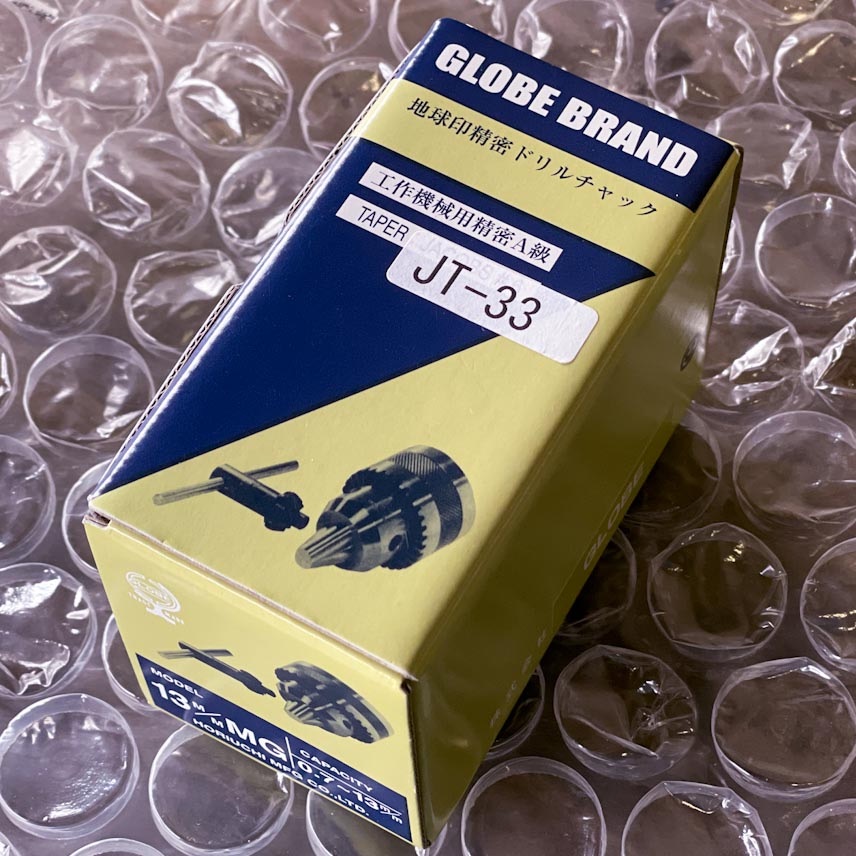 GLOBE BRAND
地球印精密ドリルチャック
工作機械用精密A級
TAPER
JT-33
GLOBE
MODEL
13M/M MG
CAPACITY
0.7~13m/m
HORIUCHI MFG CO.,LTD.
GLOBE